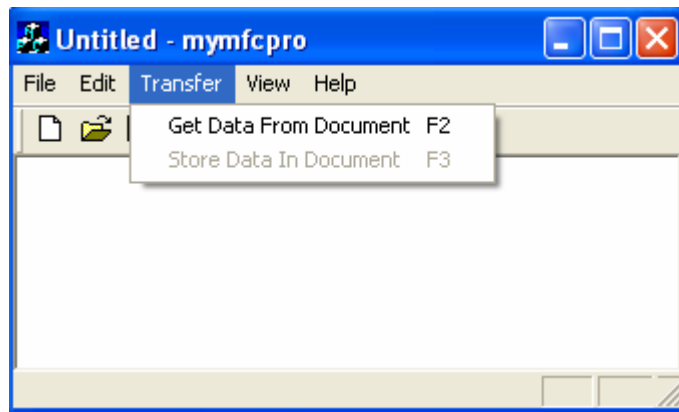 Untitled - mymfcpro
File Edit Transfer View Help
Get Data From Document F2
Store Data In Document F3